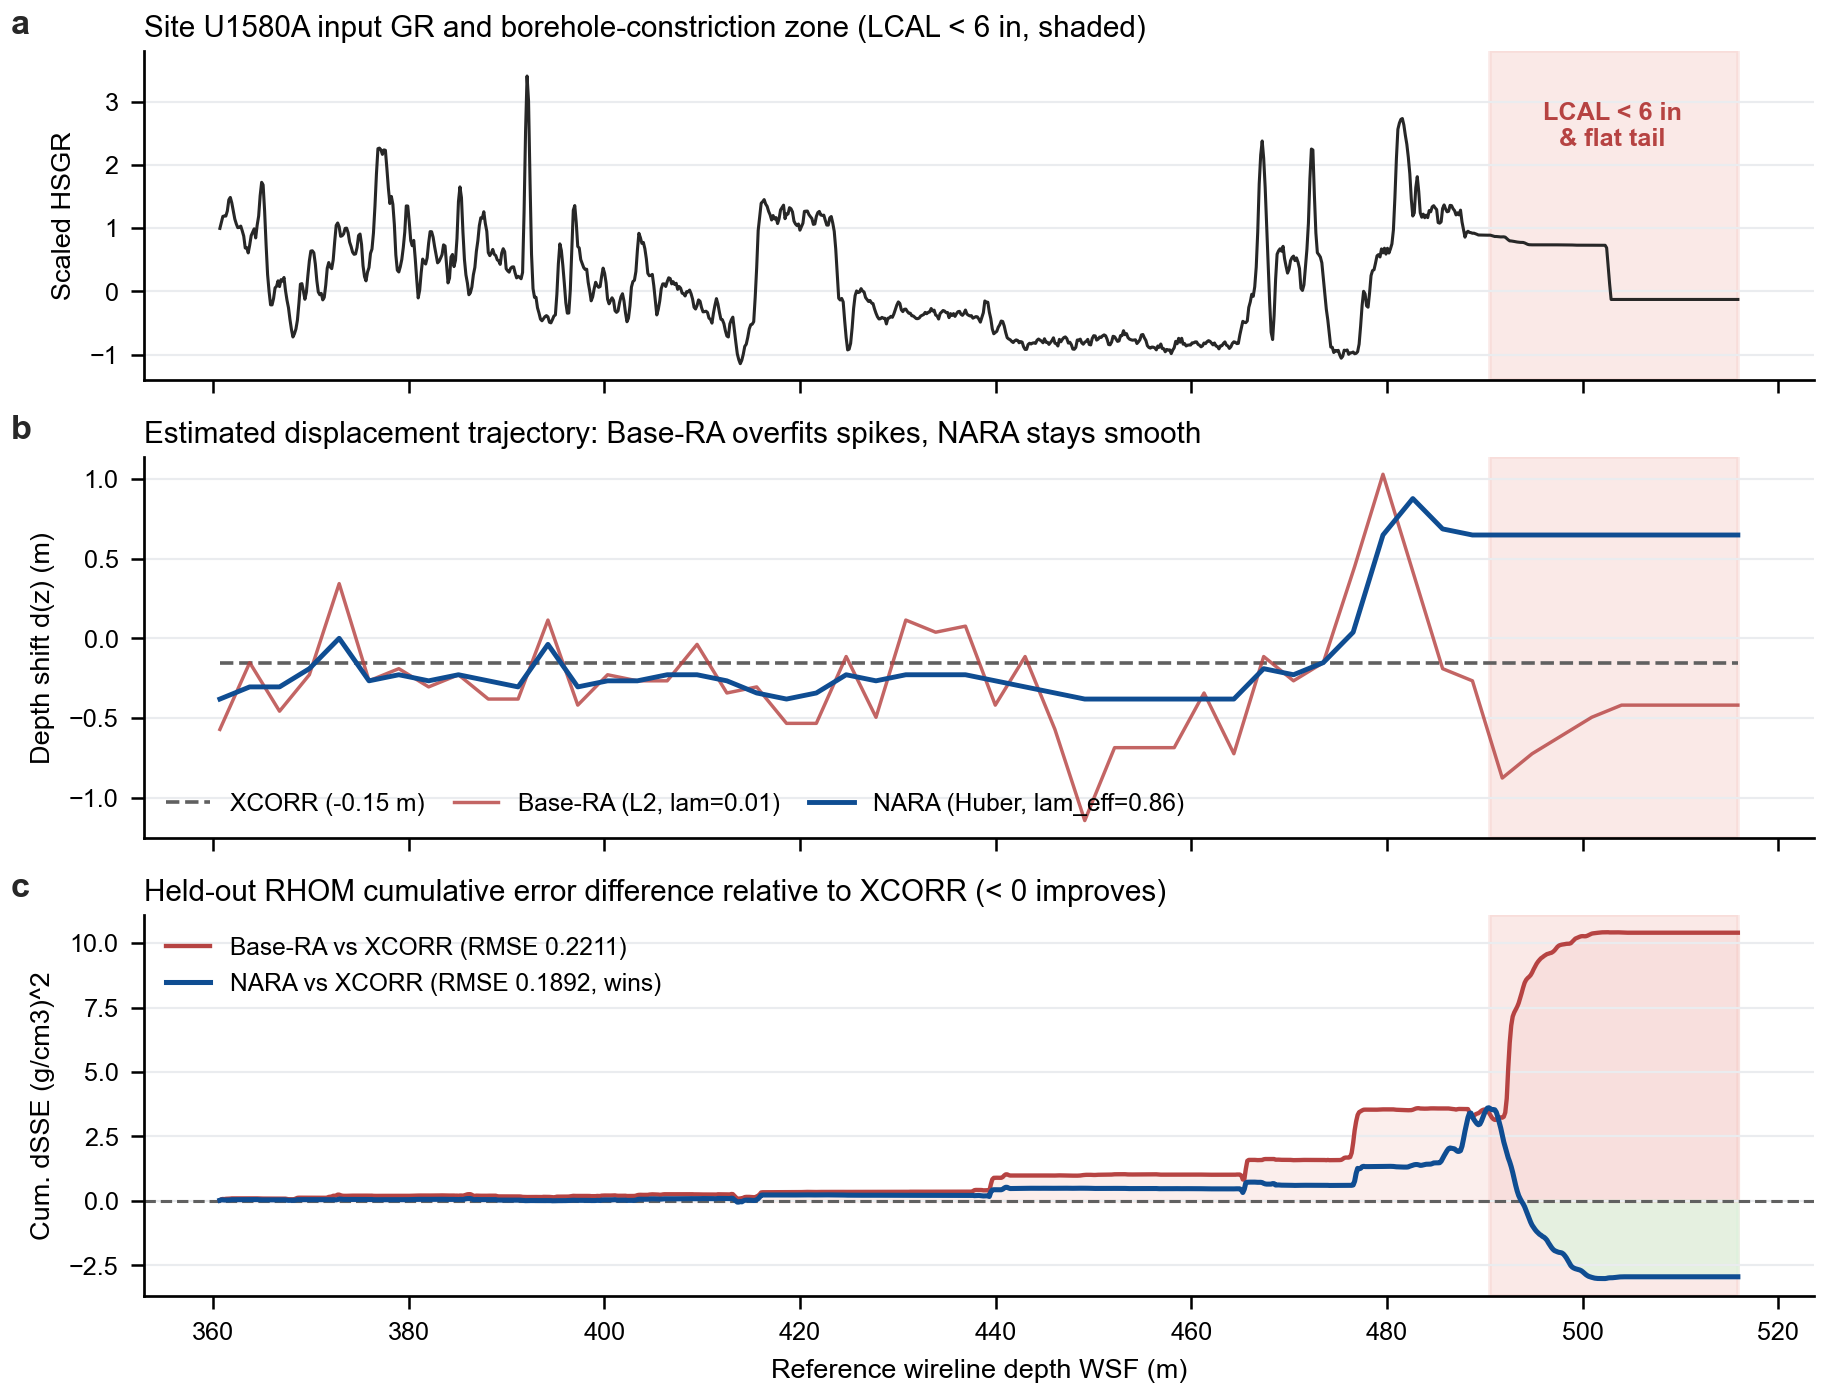 a
Site U1580A input GR and borehole-constriction zone (LCAL < 6 in, shaded)
Scaled HSGR
3
2
1
0
−1
LCAL < 6 in
& flat tail
b
Estimated displacement trajectory: Base-RA overfits spikes, NARA stays smooth
Depth shift d(z) (m)
1.0
0.5
0.0
−0.5
−1.0
XCORR (-0.15 m)
Base-RA (L2, lam=0.01)
NARA (Huber, lam_eff=0.86)
c
Held-out RHOM cumulative error difference relative to XCORR (< 0 improves)
Cum. dSSE (g/cm3)^2
10.0
7.5
5.0
2.5
0.0
−2.5
Base-RA vs XCORR (RMSE 0.2211)
NARA vs XCORR (RMSE 0.1892, wins)
360
380
400
420
440
460
480
500
520
Reference wireline depth WSF (m)